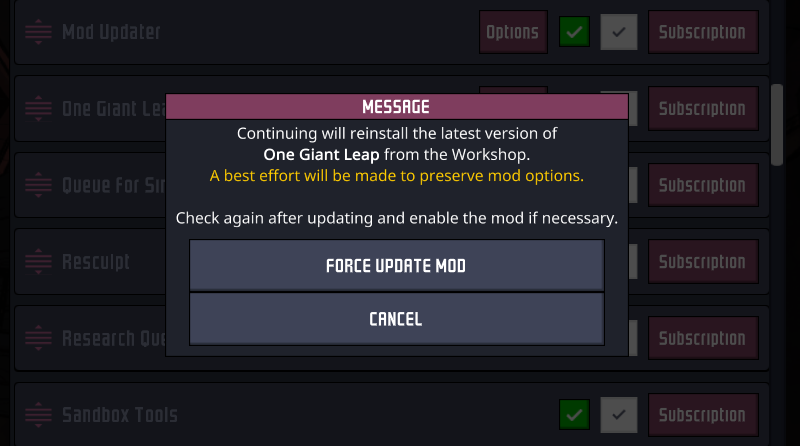 Mod Updater
Options
Subscription
One Giant Lea
Subscription
MESSAGE
Continuing will reinstall the latest version of
One Giant Leap from the Workshop.
A best effort will be made to preserve mod options.
Check again after updating and enable the mod if necessary.
FORCE UPDATE MOD
CANCEL
Queue For Sin
Subscription
Resculpt
Subscription
Research Que
Subscription
Sandbox Tools
Subscription